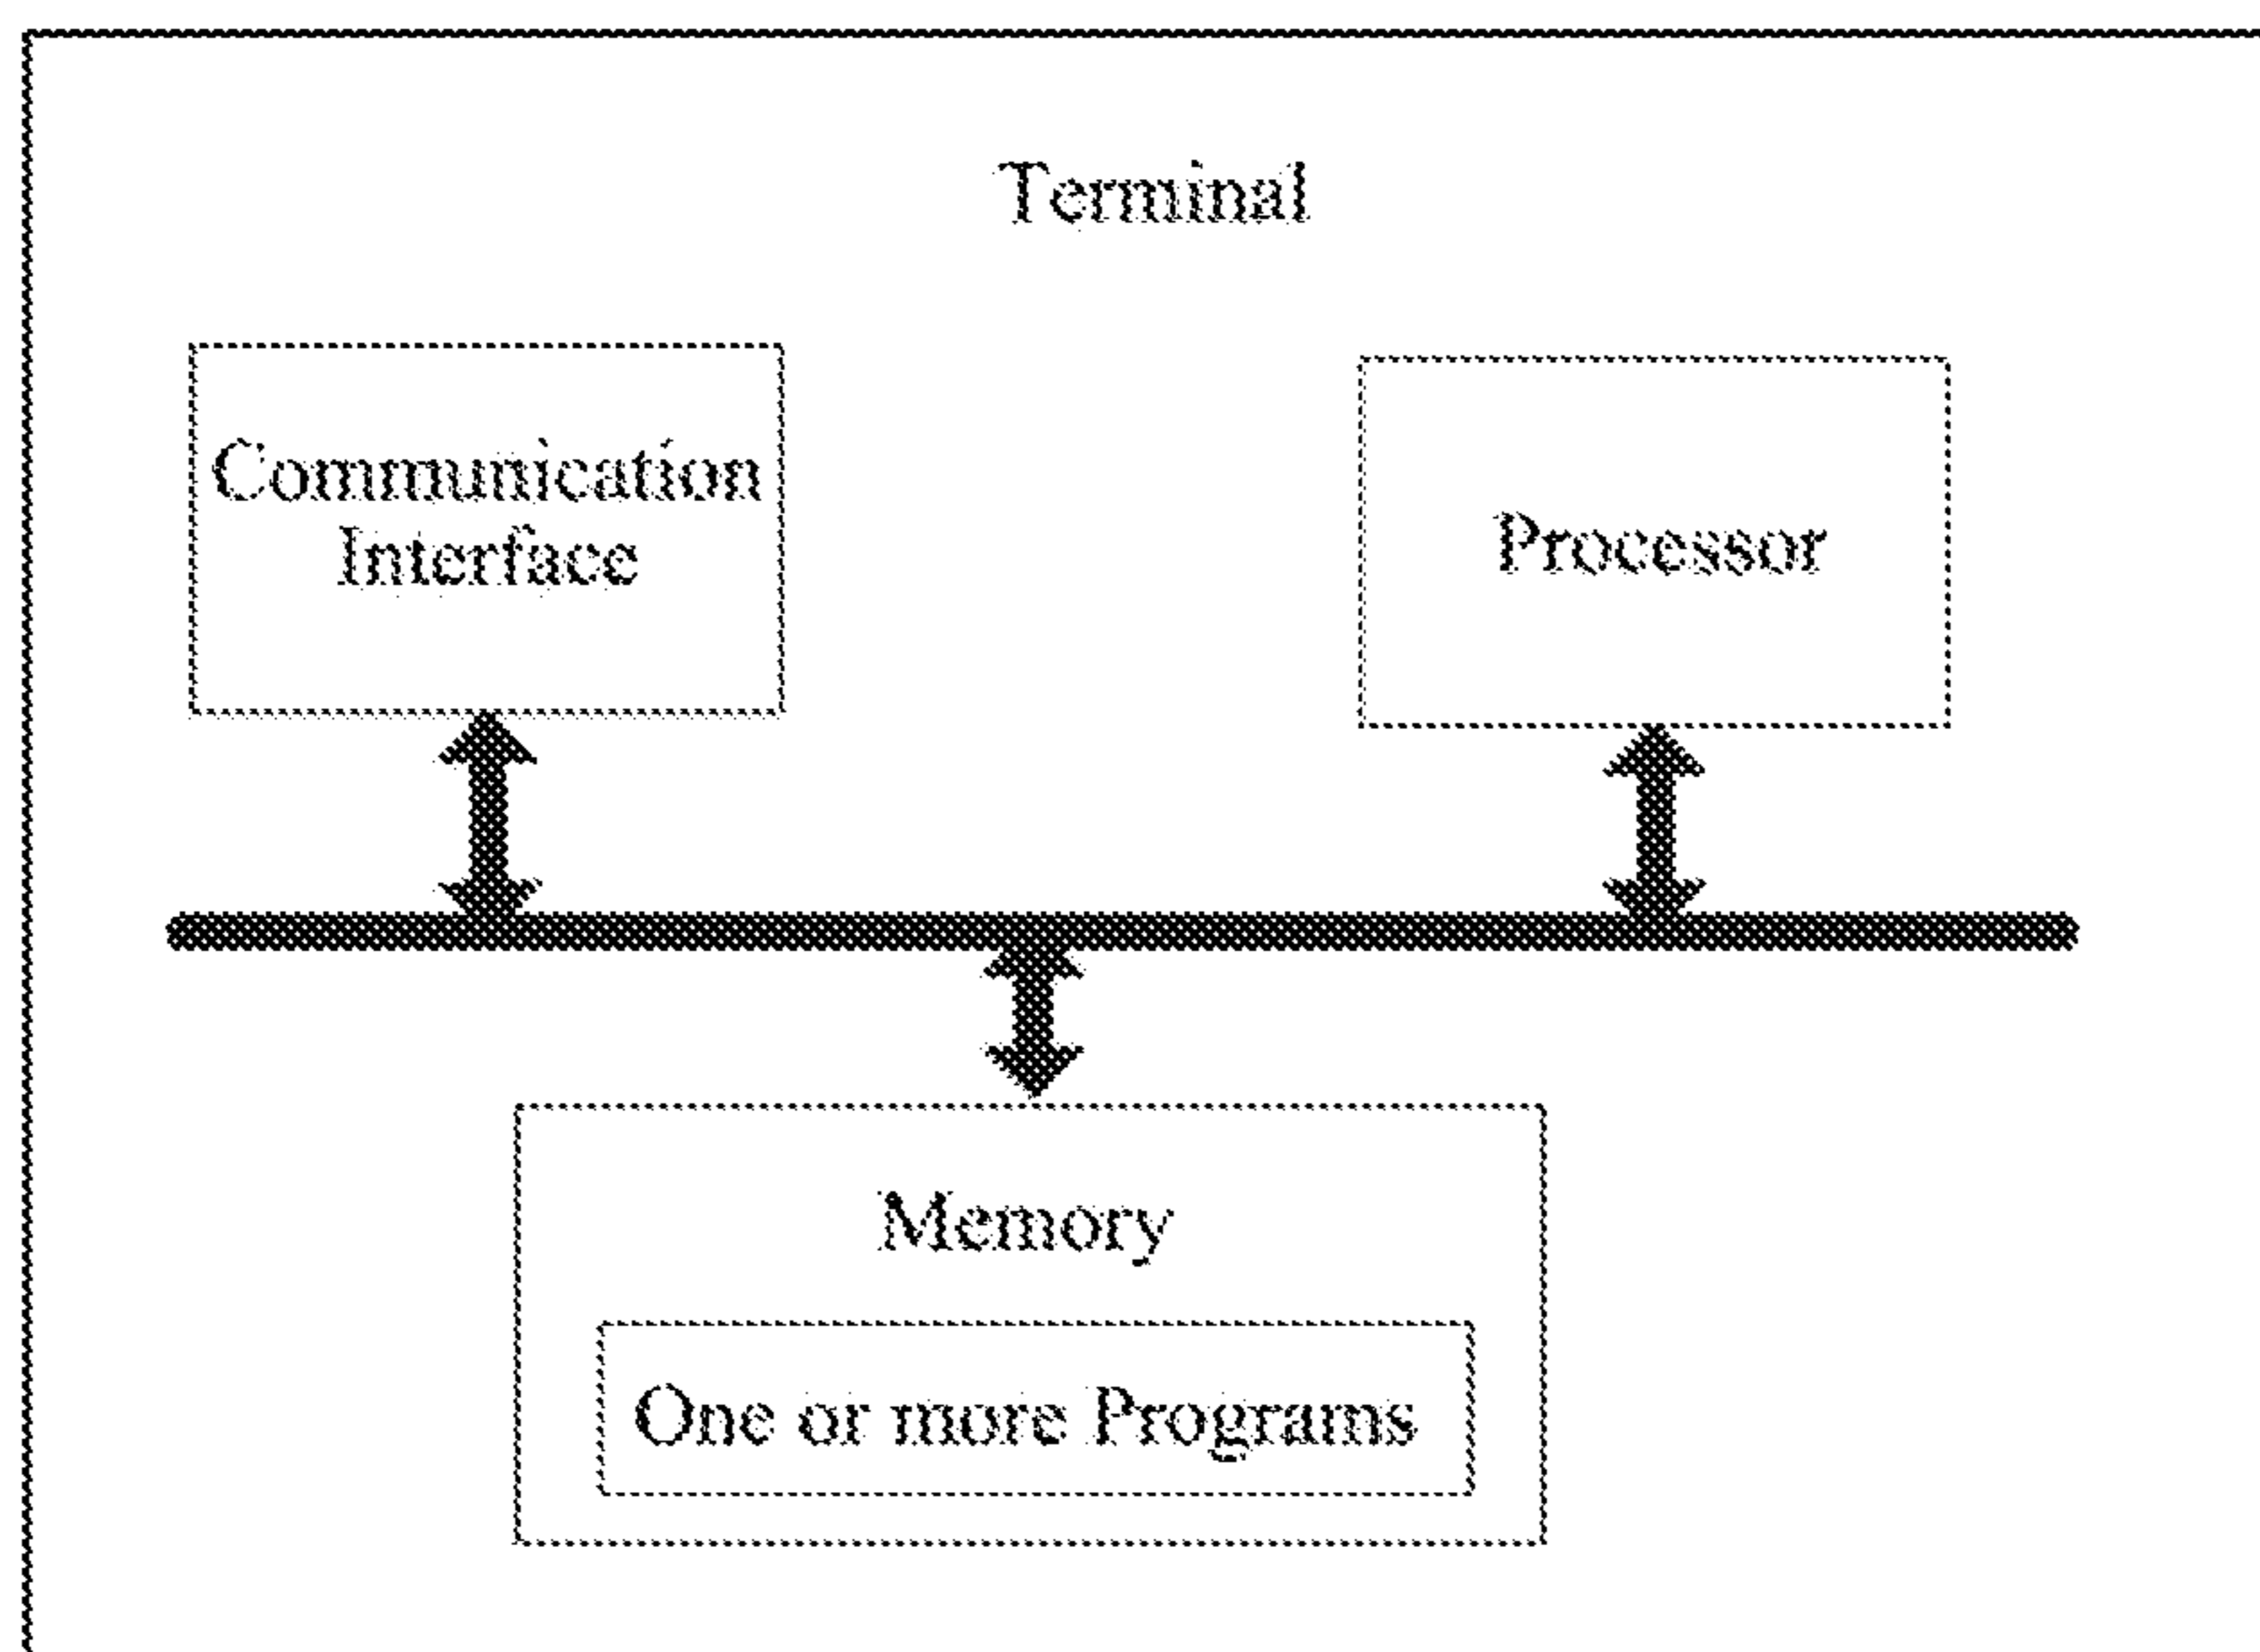 Terminal
Communication
Interface
Processor
Memory
One or more Programs